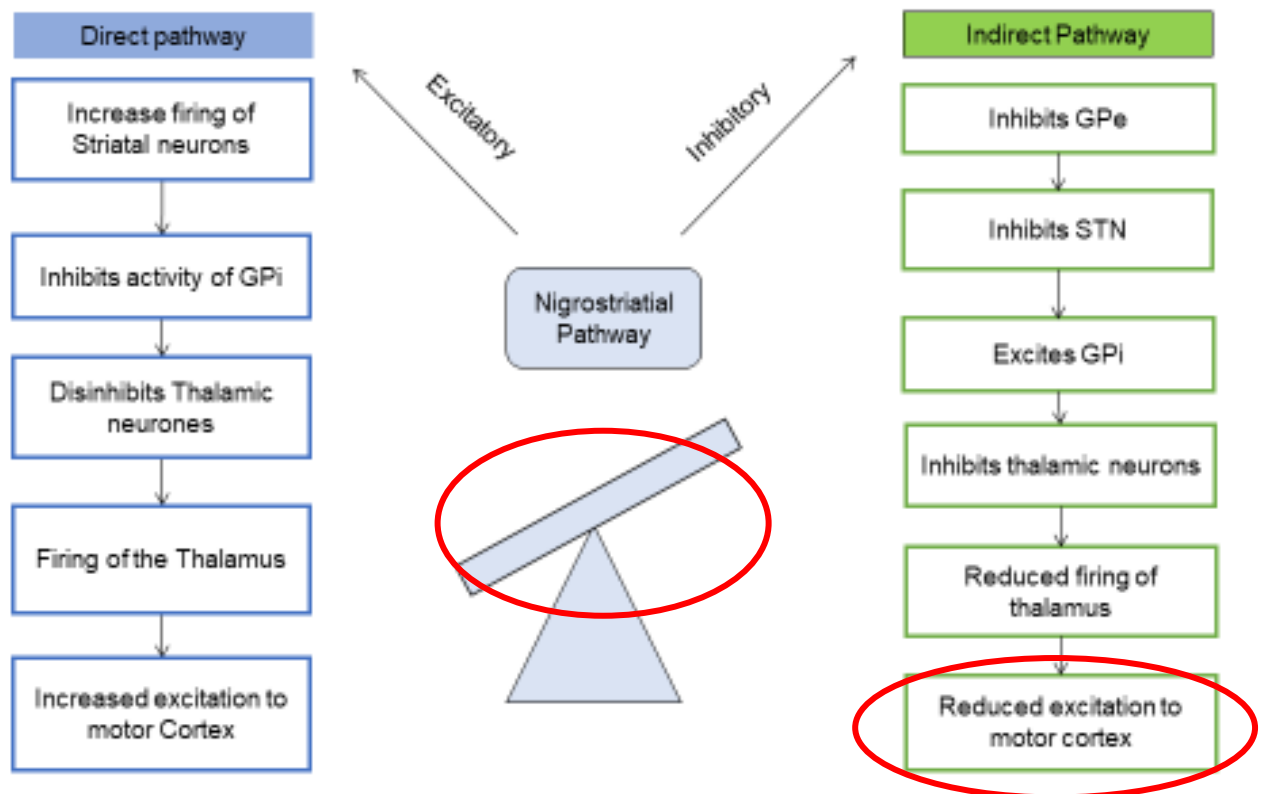 Direct pathway
Increase firing of
Striatal neurons
Inhibits activity of GPi
Disinhibits Thalamic
neurones
Firing of the Thalamus
Increased excitation to
motor Cortex
Excitatory
Inhibitory
Nigrostriatial
Pathway
Indirect Pathway
Inhibits GPe
Inhibits STN
Excites GPi
Inhibits thalamic neurons
Reduced firing of
thalamus
Reduced excitation to
motor cortex